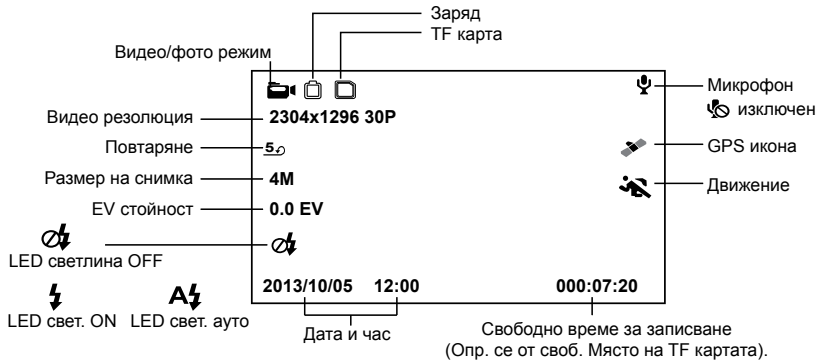 Заряд
TF карта
Видео/фото режим
Микрофон
изключен
Видео резолюция
2304x1296 30P
Повтаряне
5
GPS икона
Размер на снимка
4M
Движение
EV стойност
0.0 EV
LED светлина OFF
2013/10/05 12:00 000:07:20
A
LED свет. ON LED свет. ауто
Дата и час
Свободно време за записване
(Опр. се от своб. Място на TF картата).